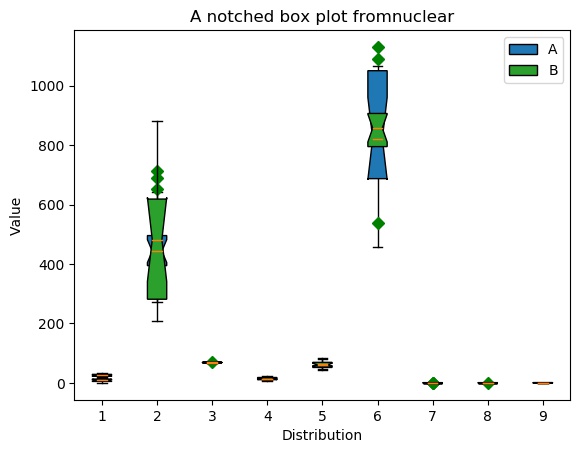 A notched box plot fromnuclear
A
B
1000
800
600
400
200
0
Value
1 2 3 4 5 6 7 8 9
Distribution